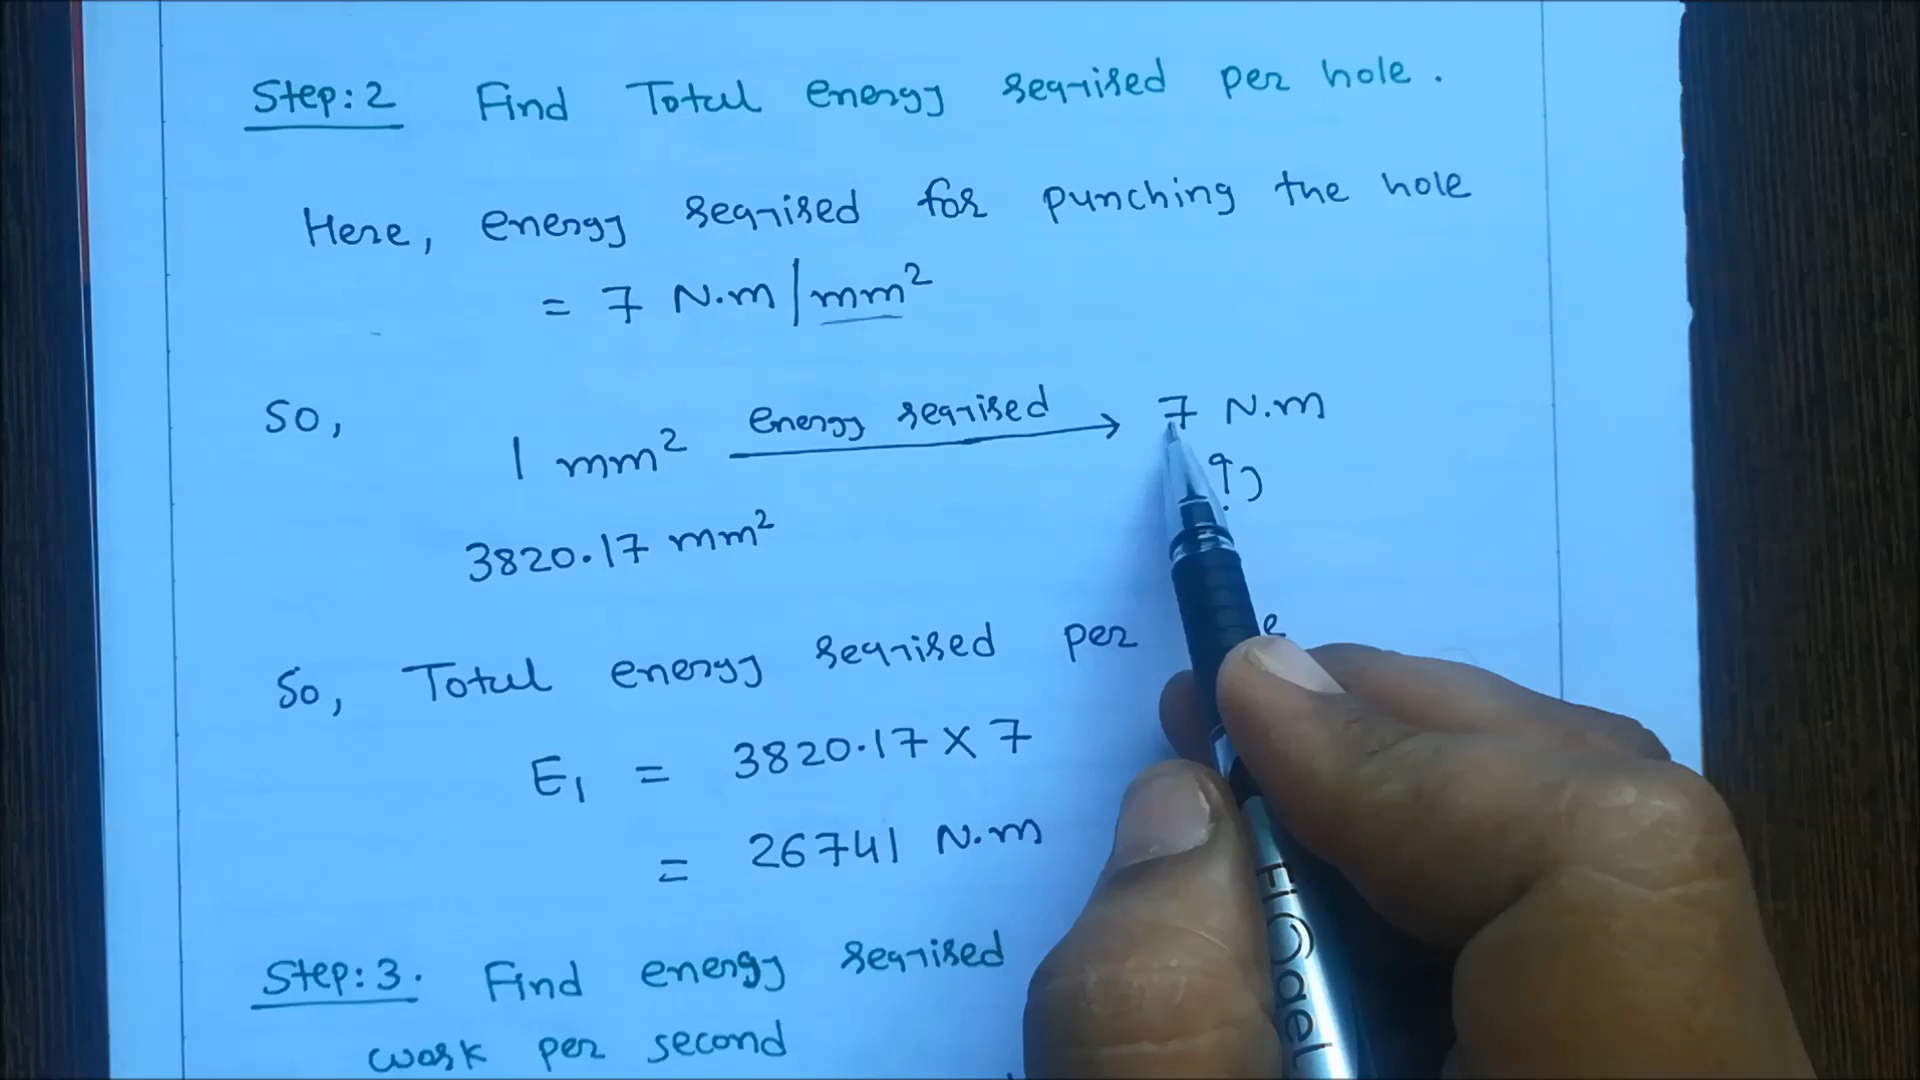 Step:2 Find Total energy required per hole.
Here, energy required for punching the hole
= 7 N.m/mm²
So,
1 mm² energy required → 7 N.m
3820.17 mm² (?)
So, Total energy required per
E₁ = 3820.17 × 7
= 26741 N.m
Step:3. Find energy required
work per second